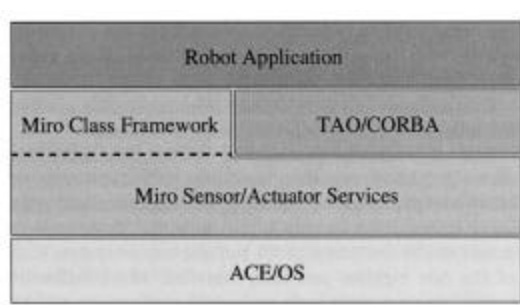 Robot Application
Miro Class Framework
TAO/CORBA
Miro Sensor/Actuator Services
ACE/OS